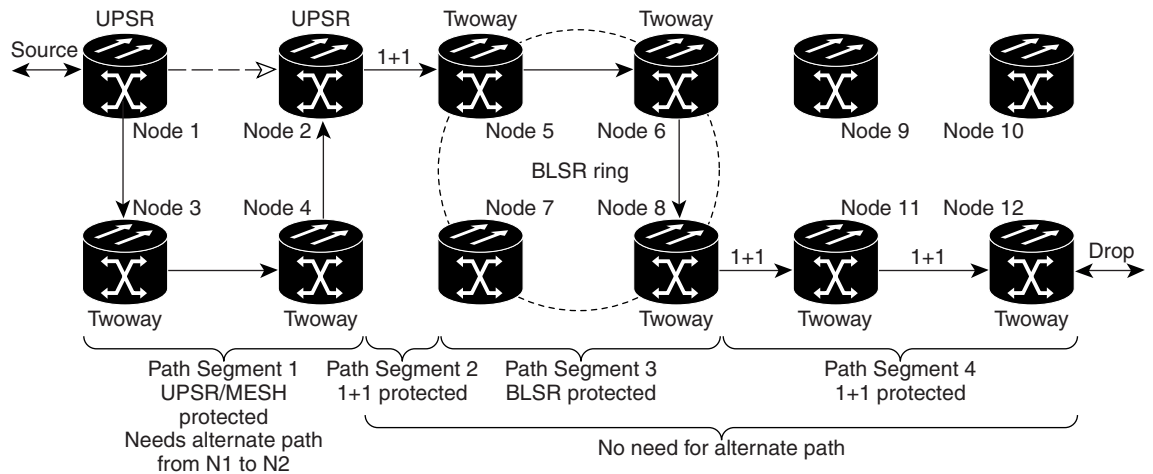 UPSR
UPSR
Twoway
Twoway
Source
1+1
Node 1
Node 2
Node 5
Node 6
Node 9
Node 10
BLSR ring
Node 3
Node 4
Node 7
Node 8
Node 11
Node 12
1+1
1+1
Drop
Twoway
Twoway
Twoway
Twoway
Twoway
Path Segment 1
UPSR/MESH
protected
Needs alternate path
from N1 to N2
Path Segment 2
1+1 protected
Path Segment 3
BLSR protected
Path Segment 4
1+1 protected
No need for alternate path